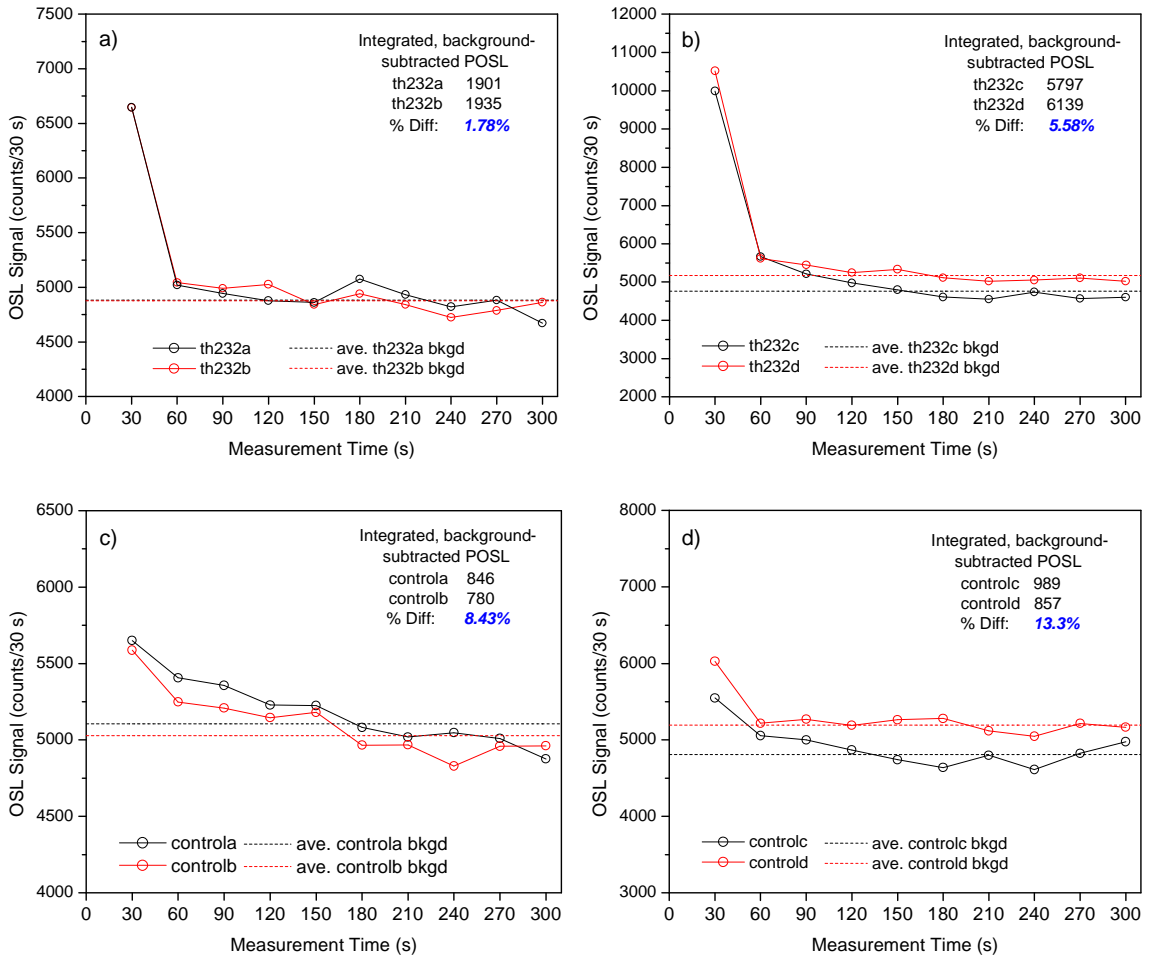 a)
Integrated, background-
subtracted POSL
th232a 1901
th232b 1935
% Diff: 1.78%
7500
7000
6500
6000
5500
5000
4500
4000
OSL Signal (counts/30 s)
th232a
th232b
ave. th232a bkgd
ave. th232b bkgd
0 30 60 90 120 150 180 210 240 270 300
Measurement Time (s)
b)
Integrated, background-
subtracted POSL
th232c 5797
th232d 6139
% Diff: 5.58%
12000
11000
10000
9000
8000
7000
6000
5000
4000
3000
2000
OSL Signal (counts/30 s)
th232c
th232d
ave. th232c bkgd
ave. th232d bkgd
0 30 60 90 120 150 180 210 240 270 300
Measurement Time (s)
c)
Integrated, background-
subtracted POSL
controla 846
controlb 780
% Diff: 8.43%
6500
6000
5500
5000
4500
4000
OSL Signal (counts/30 s)
controla
controlb
ave. controla bkgd
ave. controlb bkgd
0 30 60 90 120 150 180 210 240 270 300
Measurement Time (s)
d)
Integrated, background-
subtracted POSL
controlc 989
controld 857
% Diff: 13.3%
8000
7000
6000
5000
4000
3000
OSL Signal (counts/30 s)
controlc
controld
ave. controlc bkgd
ave. controld bkgd
0 30 60 90 120 150 180 210 240 270 300
Measurement Time (s)